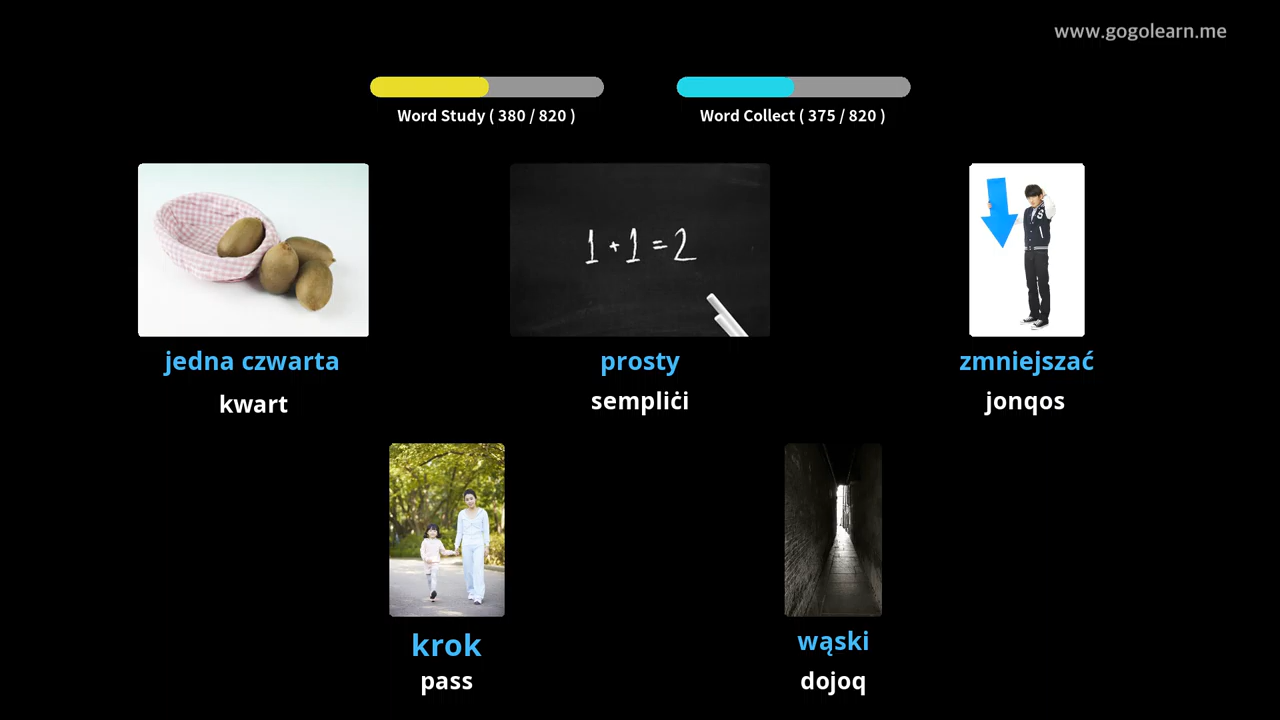 www.gogolearn.me
Word Study ( 380 / 820 )
Word Collect ( 375 / 820 )
1 + 1 = 2
S
jedna czwarta
prosty
zmniejszać
kwart
sempliċi
jonqos
krok
wąski
pass
dojoq